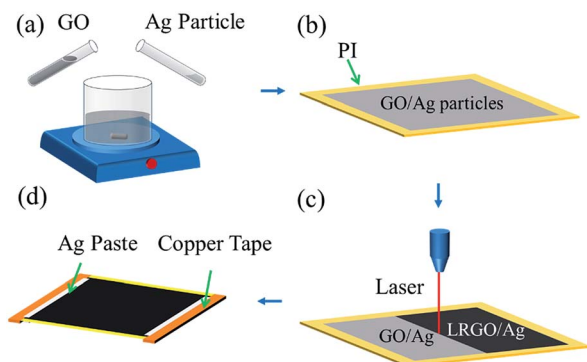 (a)
GO
Ag Particle
(b)
PI
GO/Ag particles
(d)
Ag Paste
Copper Tape
(c)
Laser
GO/Ag
LRGO/Ag